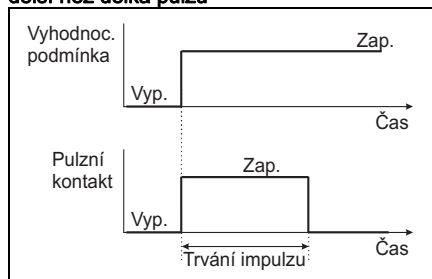 delší než délka pulzu
Vyhodnoc.
podmínka
Zap.
Vyp.
Čas
Pulzní
kontakt
Zap.
Vyp.
Čas
Trvání impulzu